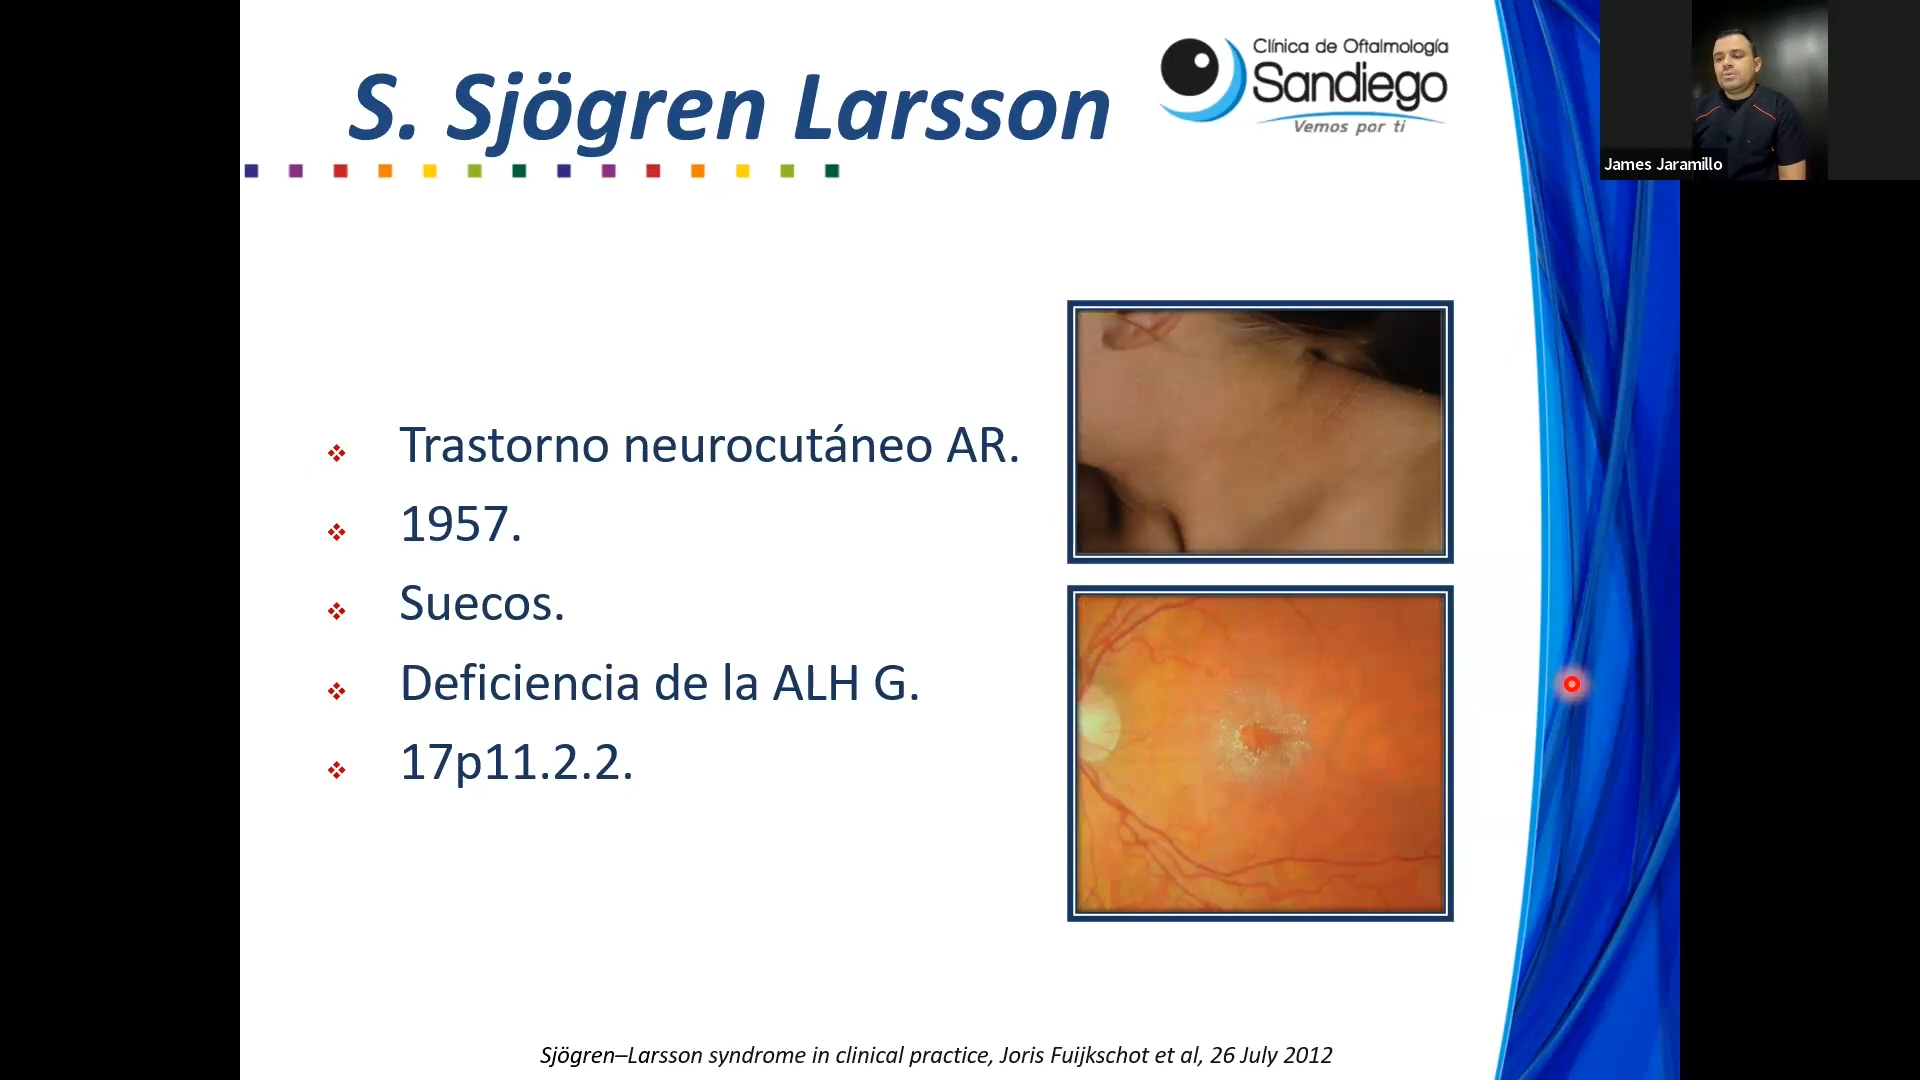 S. Sjögren Larsson
Clínica de Oftalmología
Sandiego
Vemos por ti
James Jaramillo
Trastorno neurocutáneo AR.
1957.
Suecos.
Deficiencia de la ALH G.
17p11.2.2.
Sjögren–Larsson syndrome in clinical practice, Joris Fuijkschot et al, 26 July 2012